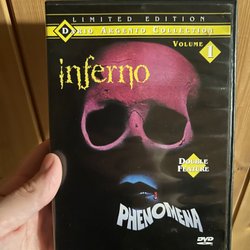 LIMITED EDITION
DARIO ARGENTO COLLECTION
VOLUME 1
inferno
DOUBLE
FEATURE
PHENOMENA
DVD